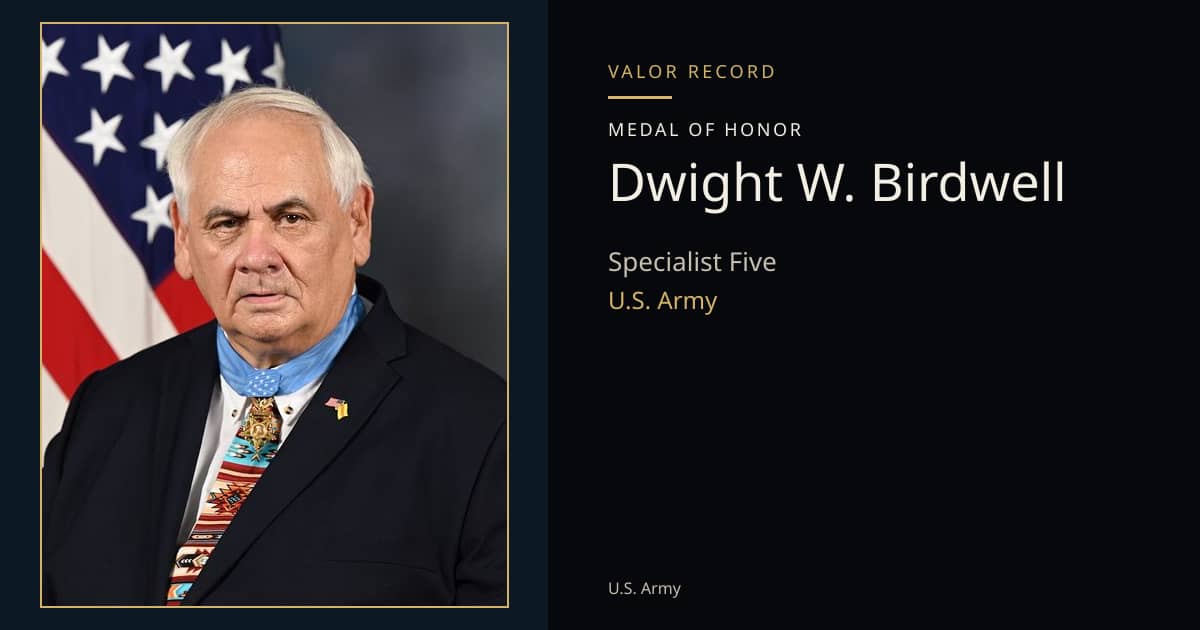 VALOR RECORD
MEDAL OF HONOR
Dwight W. Birdwell
Specialist Five
U.S. Army
U.S. Army